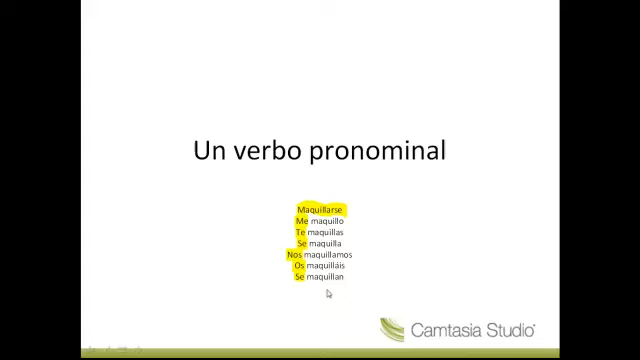 Un verbo pronominal
Maquillarse
Me maquillo
Te maquillas
Se maquilla
Nos maquillamos
Os maquilláis
Se maquillan
Camtasia Studio